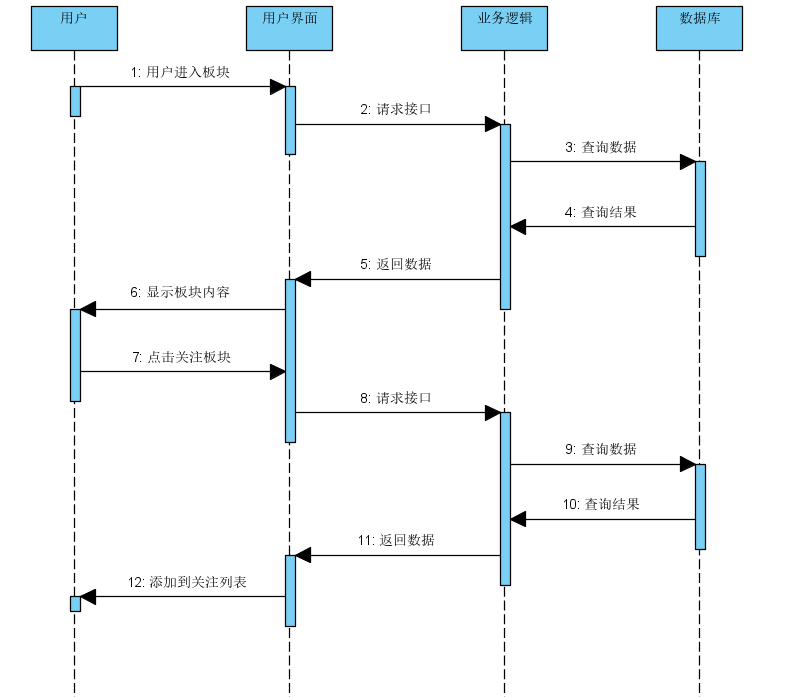 用户
用户界面
业务逻辑
数据库
1: 用户进入板块
2: 请求接口
3: 查询数据
4: 查询结果
5: 返回数据
6: 显示板块内容
7: 点击关注板块
8: 请求接口
9: 查询数据
10: 查询结果
11: 返回数据
12: 添加到关注列表